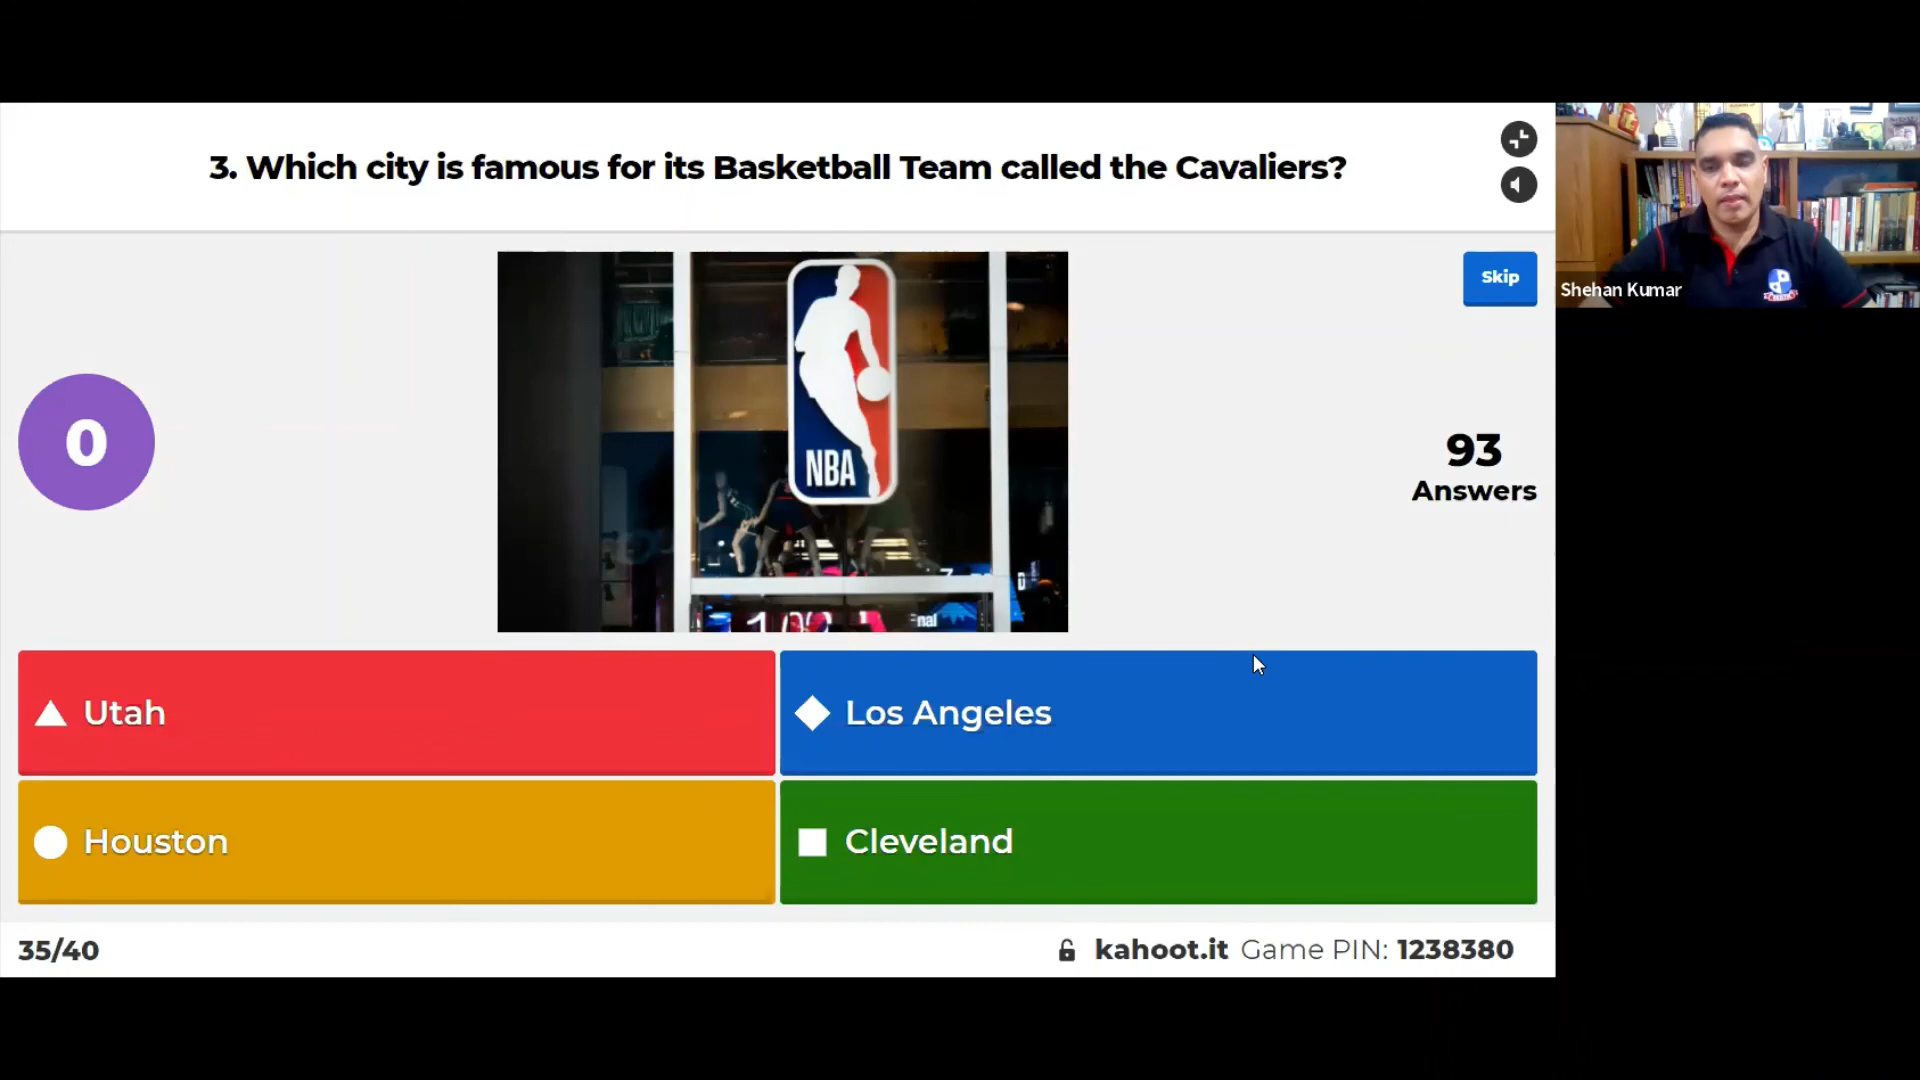 3. Which city is famous for its Basketball Team called the Cavaliers?
Skip
Shehan Kumar
0
NBA
93
Answers
nal
Utah
Los Angeles
Houston
Cleveland
35/40
kahoot.it Game PIN: 1238380